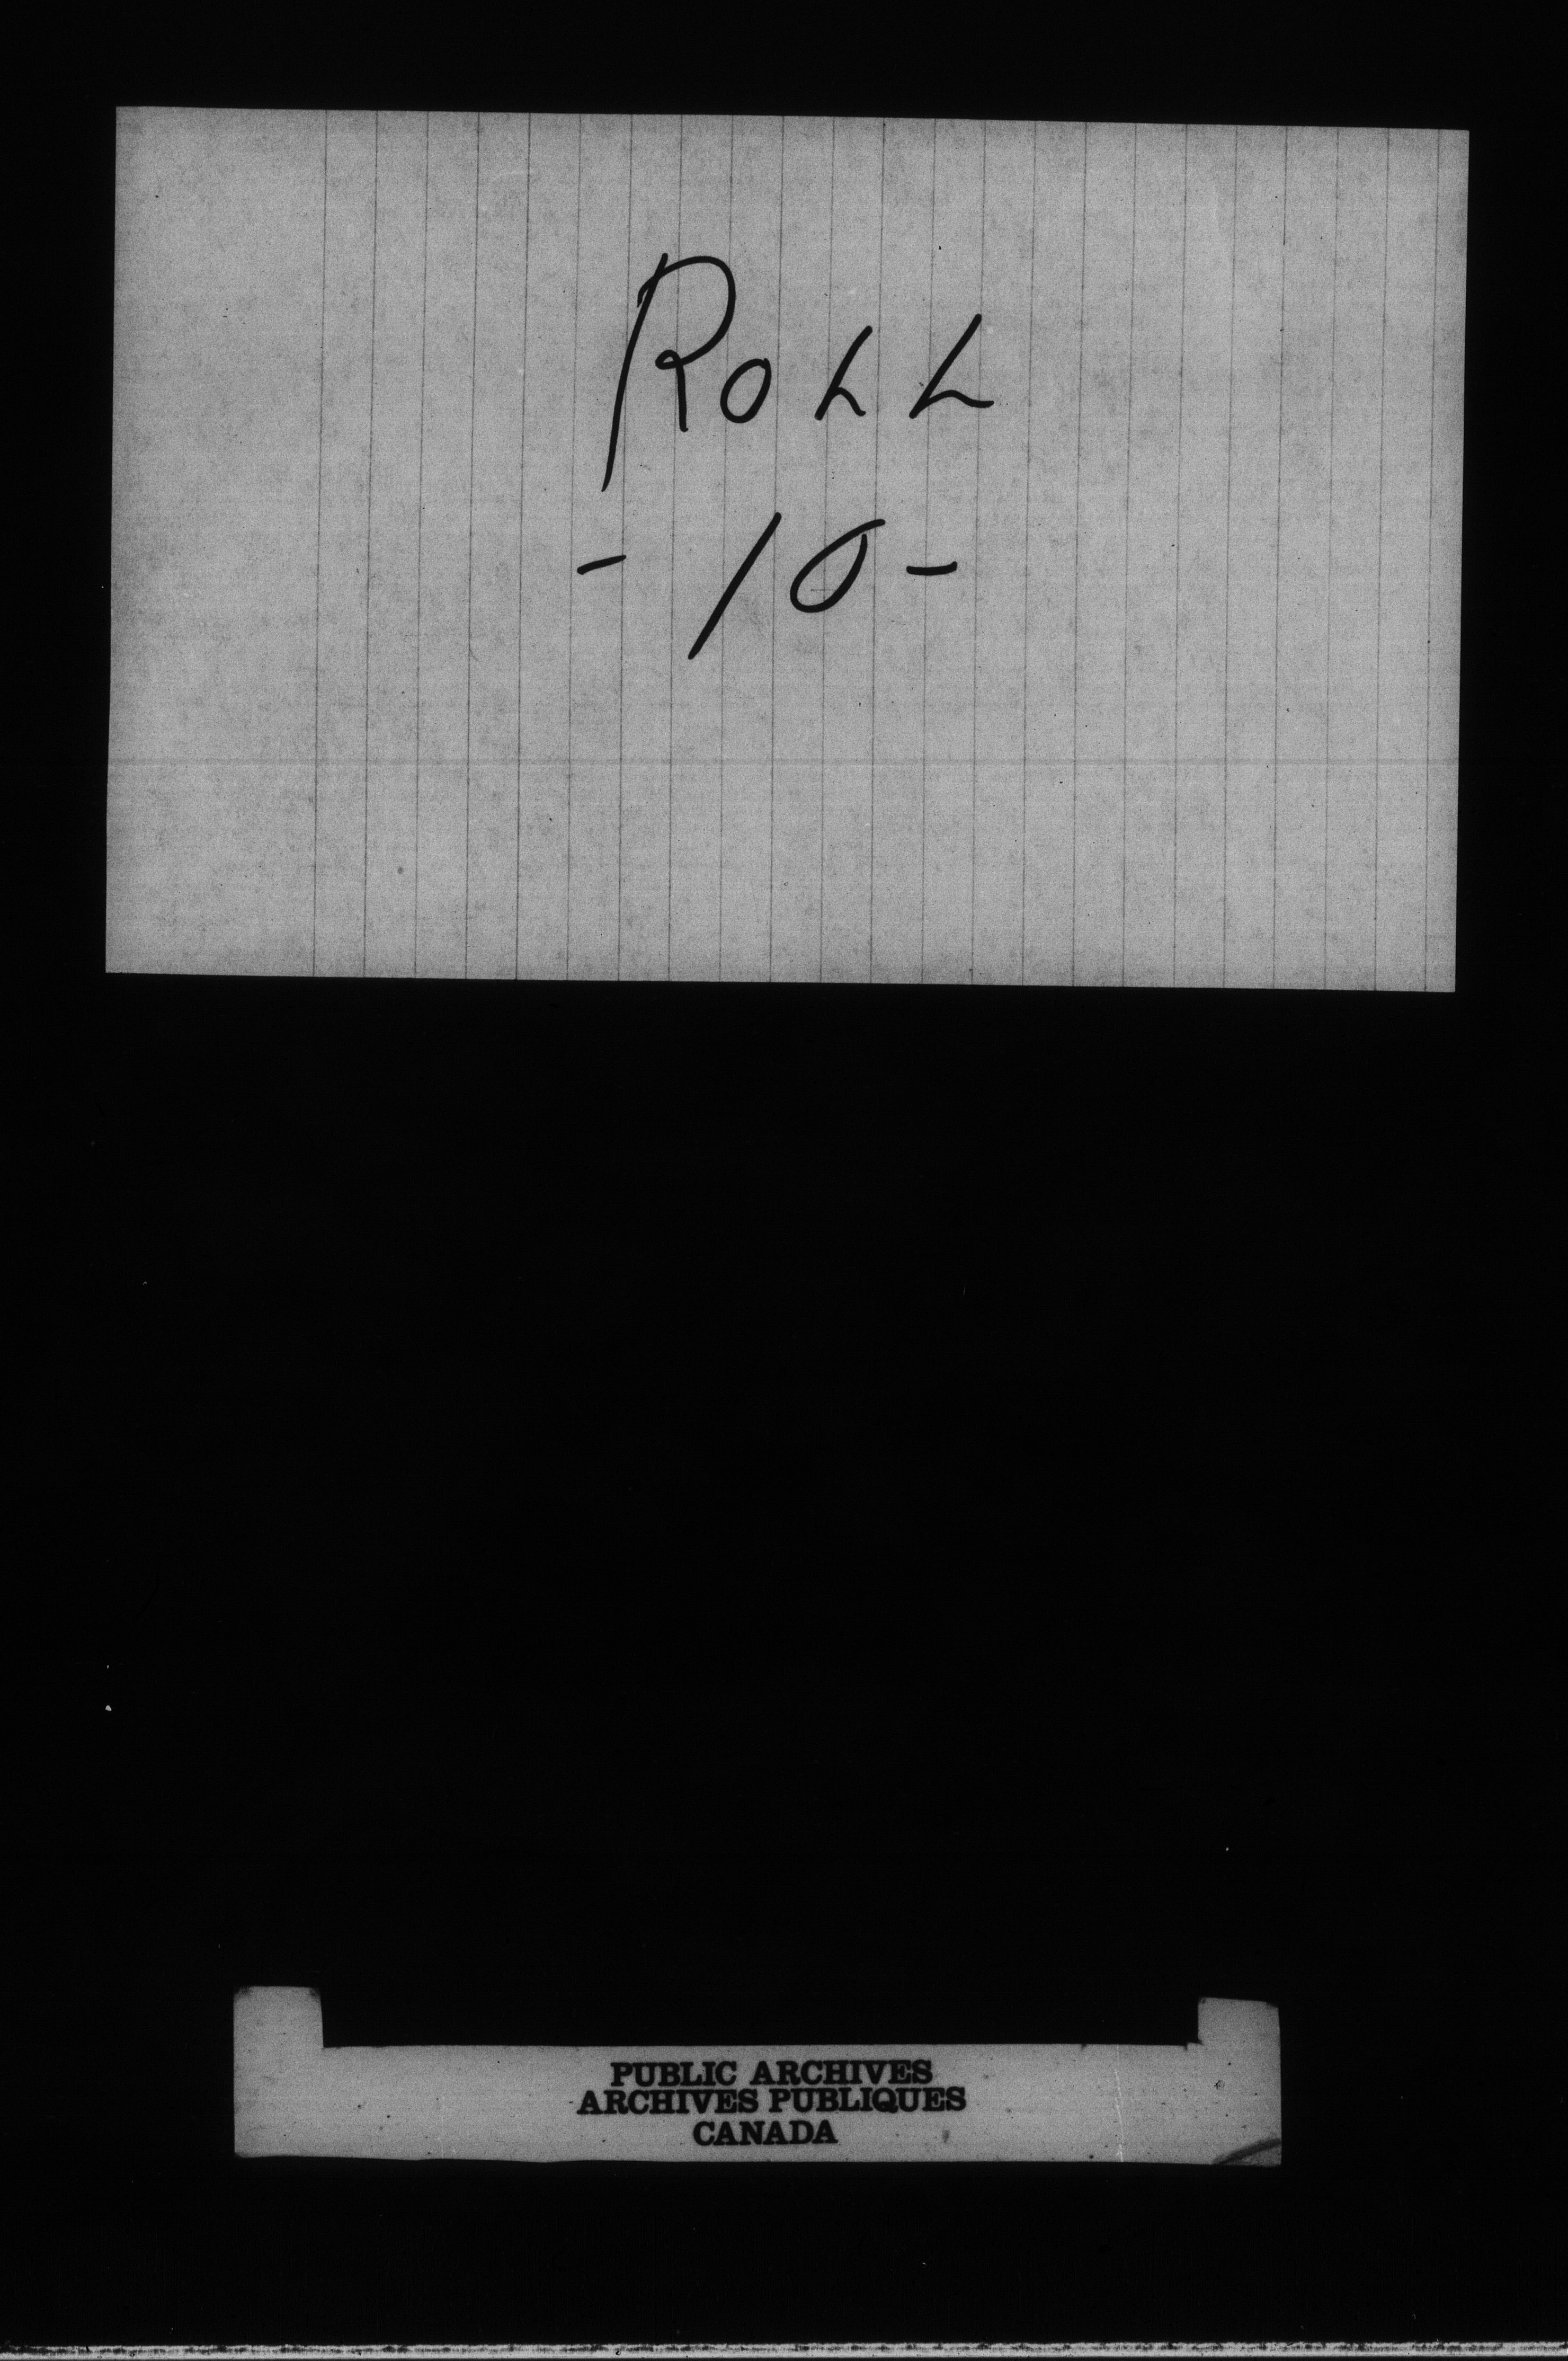 ROLL
- 10 -
PUBLIC ARCHIVES
ARCHIVES PUBLIQUES
CANADA